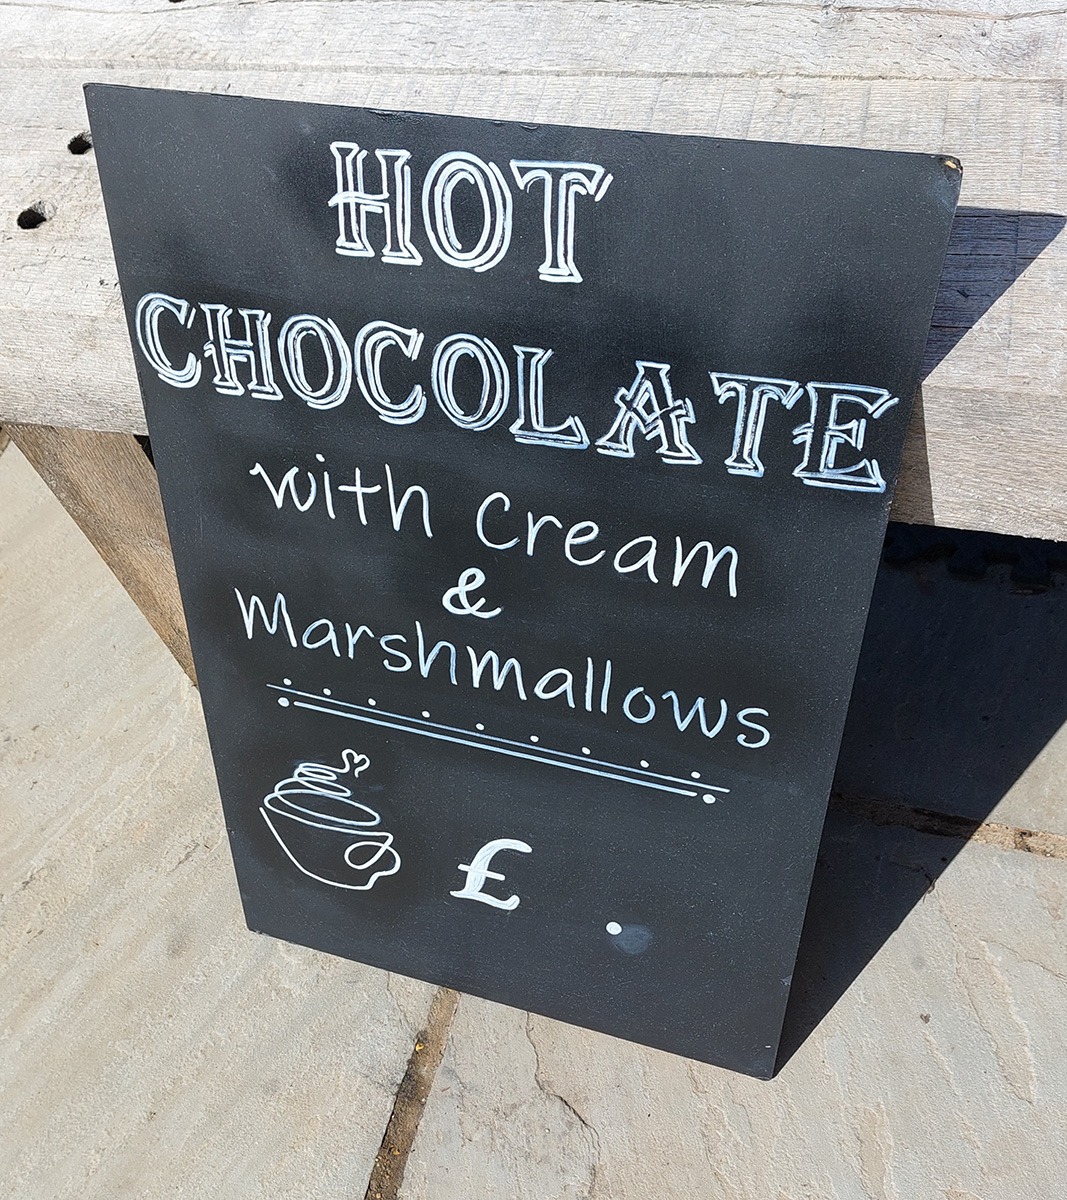 HOT
CHOCOLATE
with Cream
&
Marshmallows
£ .